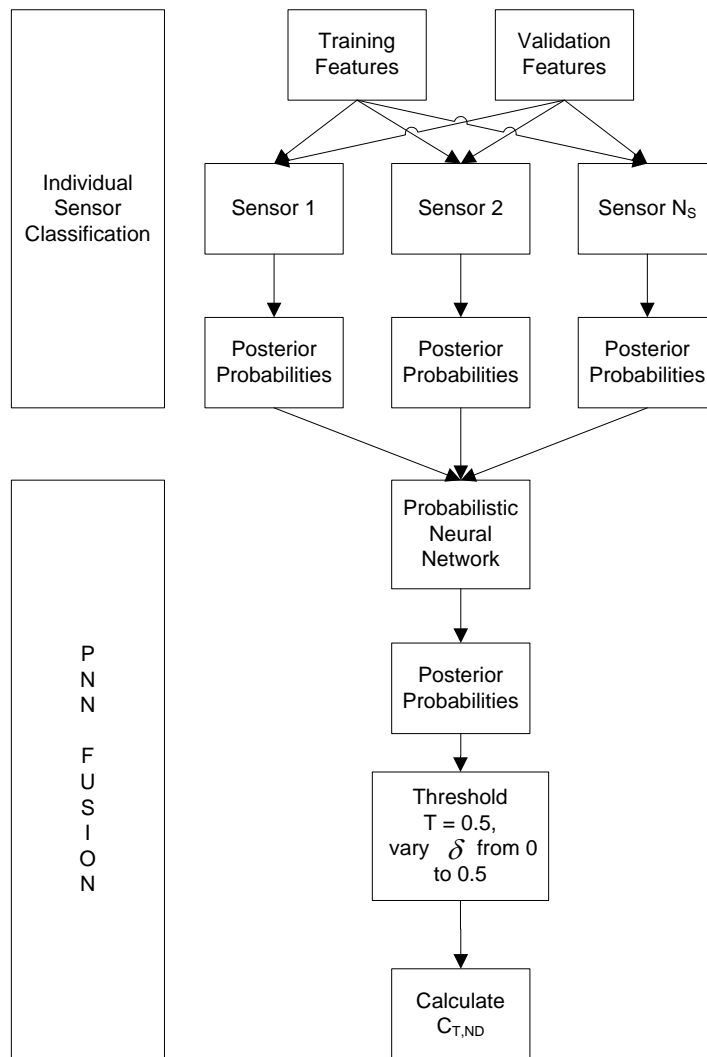 Training
Features
Validation
Features
Individual
Sensor
Classification
Sensor 1
Sensor 2
Sensor N_S
Posterior
Probabilities
Posterior
Probabilities
Posterior
Probabilities
P
N
N
F
U
S
I
O
N
Probabilistic
Neural
Network
Posterior
Probabilities
Threshold
T = 0.5,
vary δ from 0
to 0.5
Calculate
C_T,ND